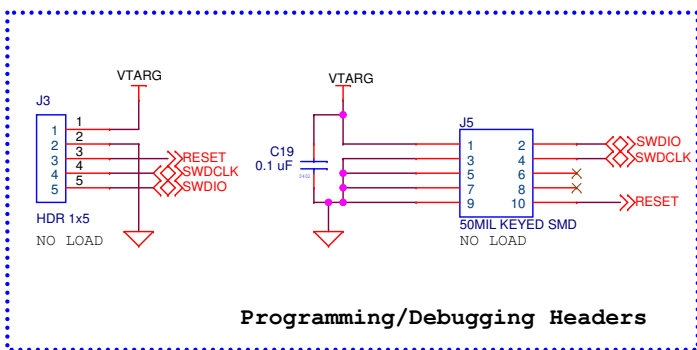 VTARG
J3
1 1
2 2
3 3 RESET
4 4 SWDCLK
5 5 SWDIO
HDR 1x5
NO LOAD
VTARG
C19
0.1 uF
0402
J5
1 2 SWDIO
3 4 SWDCLK
5 6
7 8
9 10 RESET
50MIL KEYED SMD
NO LOAD
Programming/Debugging Headers